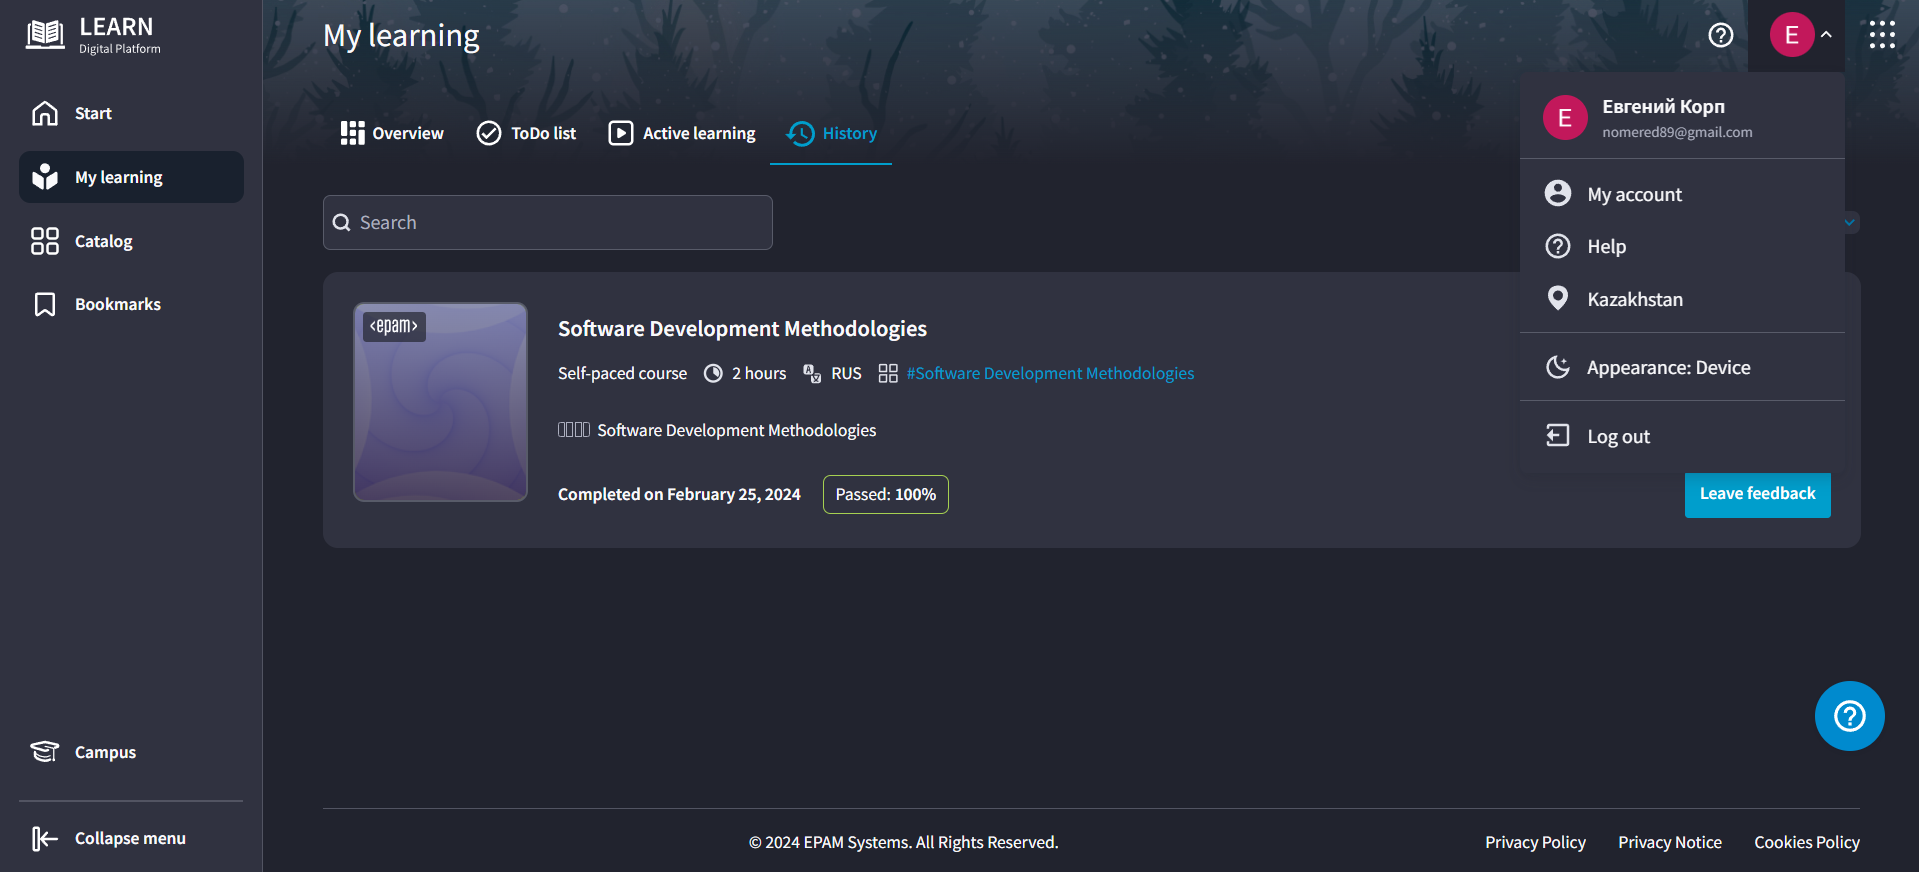 LEARN
Digital Platform
Start
My learning
Catalog
Bookmarks
Campus
Collapse menu
My learning
E
Overview
ToDo list
Active learning
History
Search
E
Евгений Корп
nomered89@gmail.com
My account
Help
Kazakhstan
Appearance: Device
Log out
<epam>
Software Development Methodologies
Self-paced course 2 hours RUS #Software Development Methodologies
Software Development Methodologies
Completed on February 25, 2024 Passed: 100%
Leave feedback
© 2024 EPAM Systems. All Rights Reserved.
Privacy Policy
Privacy Notice
Cookies Policy